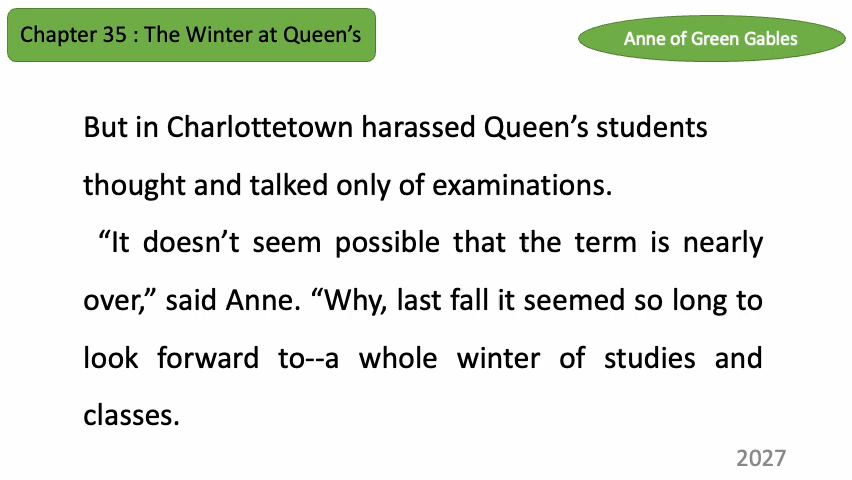 Chapter 35 : The Winter at Queen’s
Anne of Green Gables
But in Charlottetown harassed Queen’s students
thought and talked only of examinations.
“It doesn’t seem possible that the term is nearly
over,” said Anne. “Why, last fall it seemed so long to
look forward to--a whole winter of studies and
classes.
2027